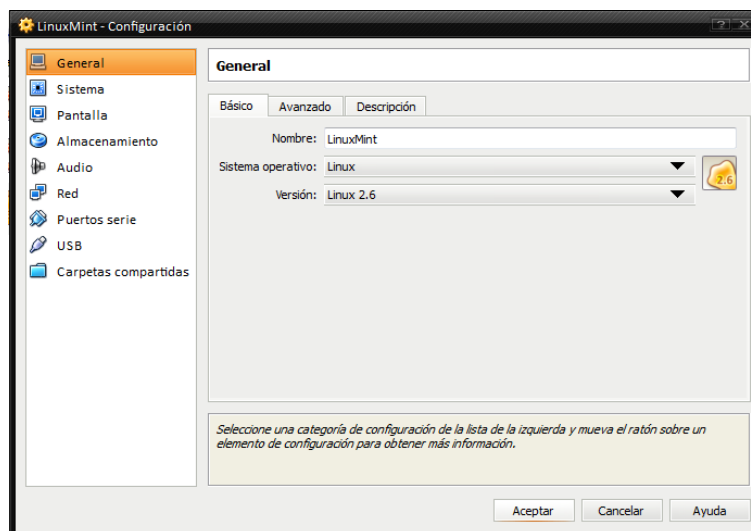 LinuxMint - Configuración
General
Sistema
Pantalla
Almacenamiento
Audio
Red
Puertos serie
USB
Carpetas compartidas
General
Básico Avanzado Descripción
Nombre: LinuxMint
Sistema operativo: Linux
Versión: Linux 2.6
2.6
Seleccione una categoría de configuración de la lista de la izquierda y mueva el ratón sobre un
elemento de configuración para obtener más información.
Aceptar Cancelar Ayuda